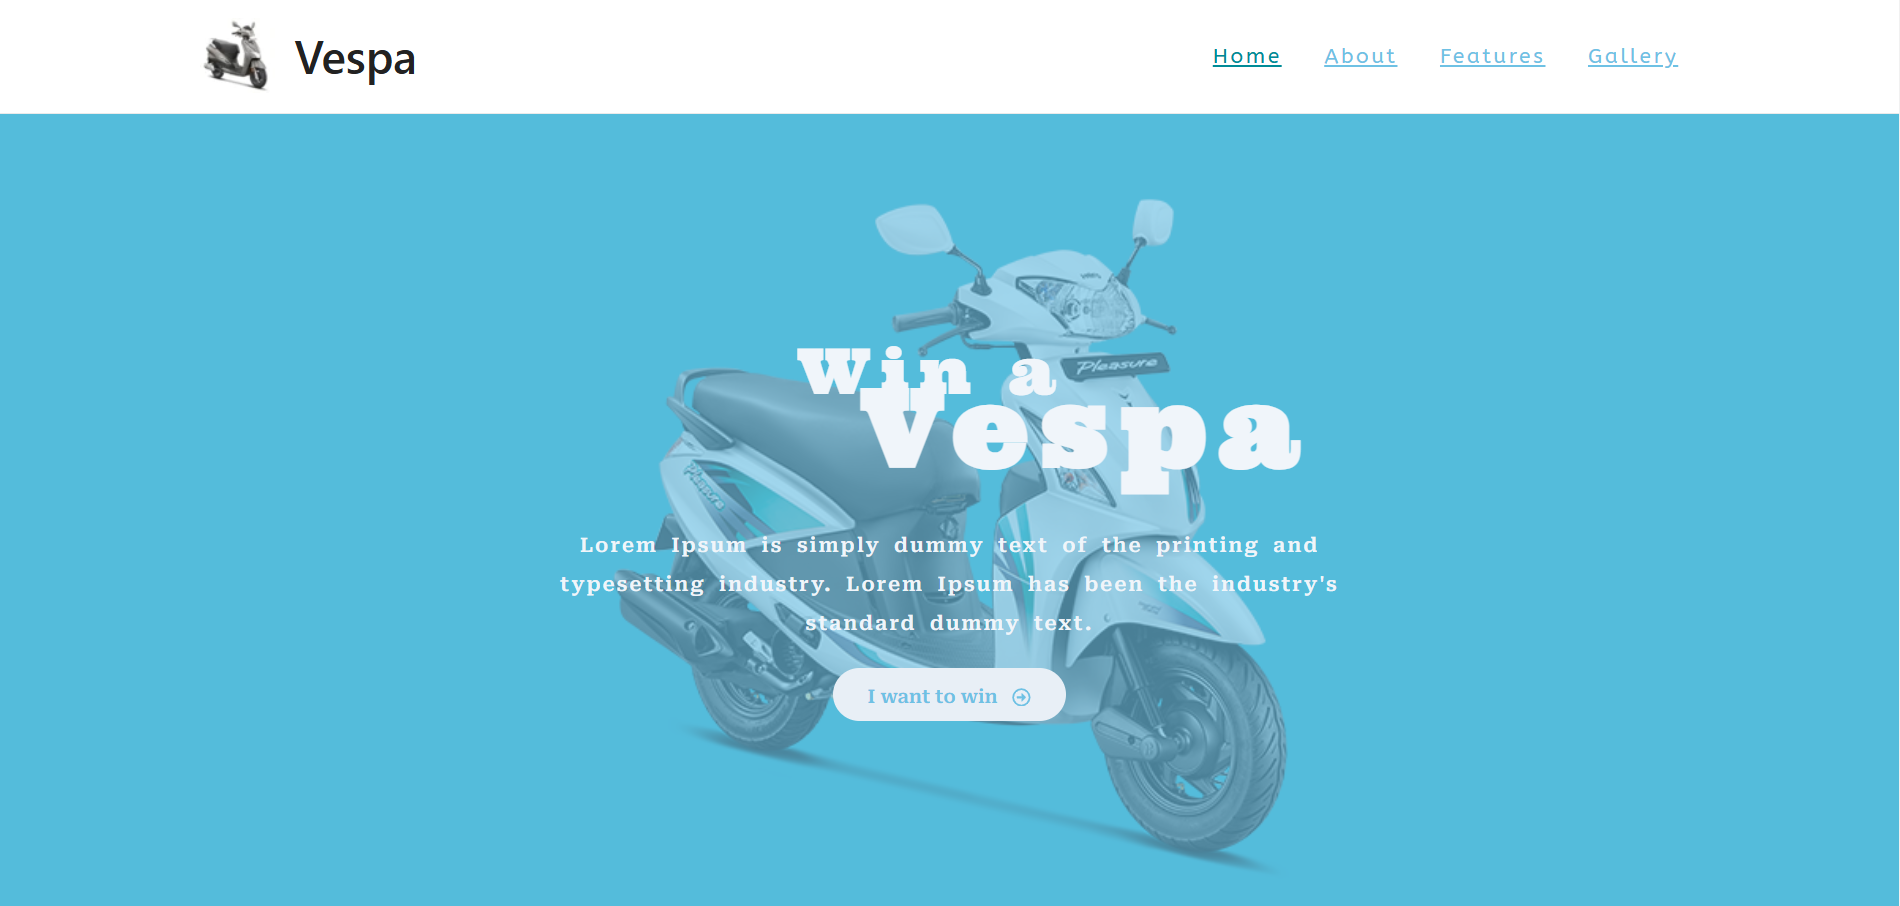 Vespa
Home About Features Gallery
Win a
Vespa
Pleasure
Pleasure
Lorem Ipsum is simply dummy text of the printing and
typesetting industry. Lorem Ipsum has been the industry's
standard dummy text.
I want to win